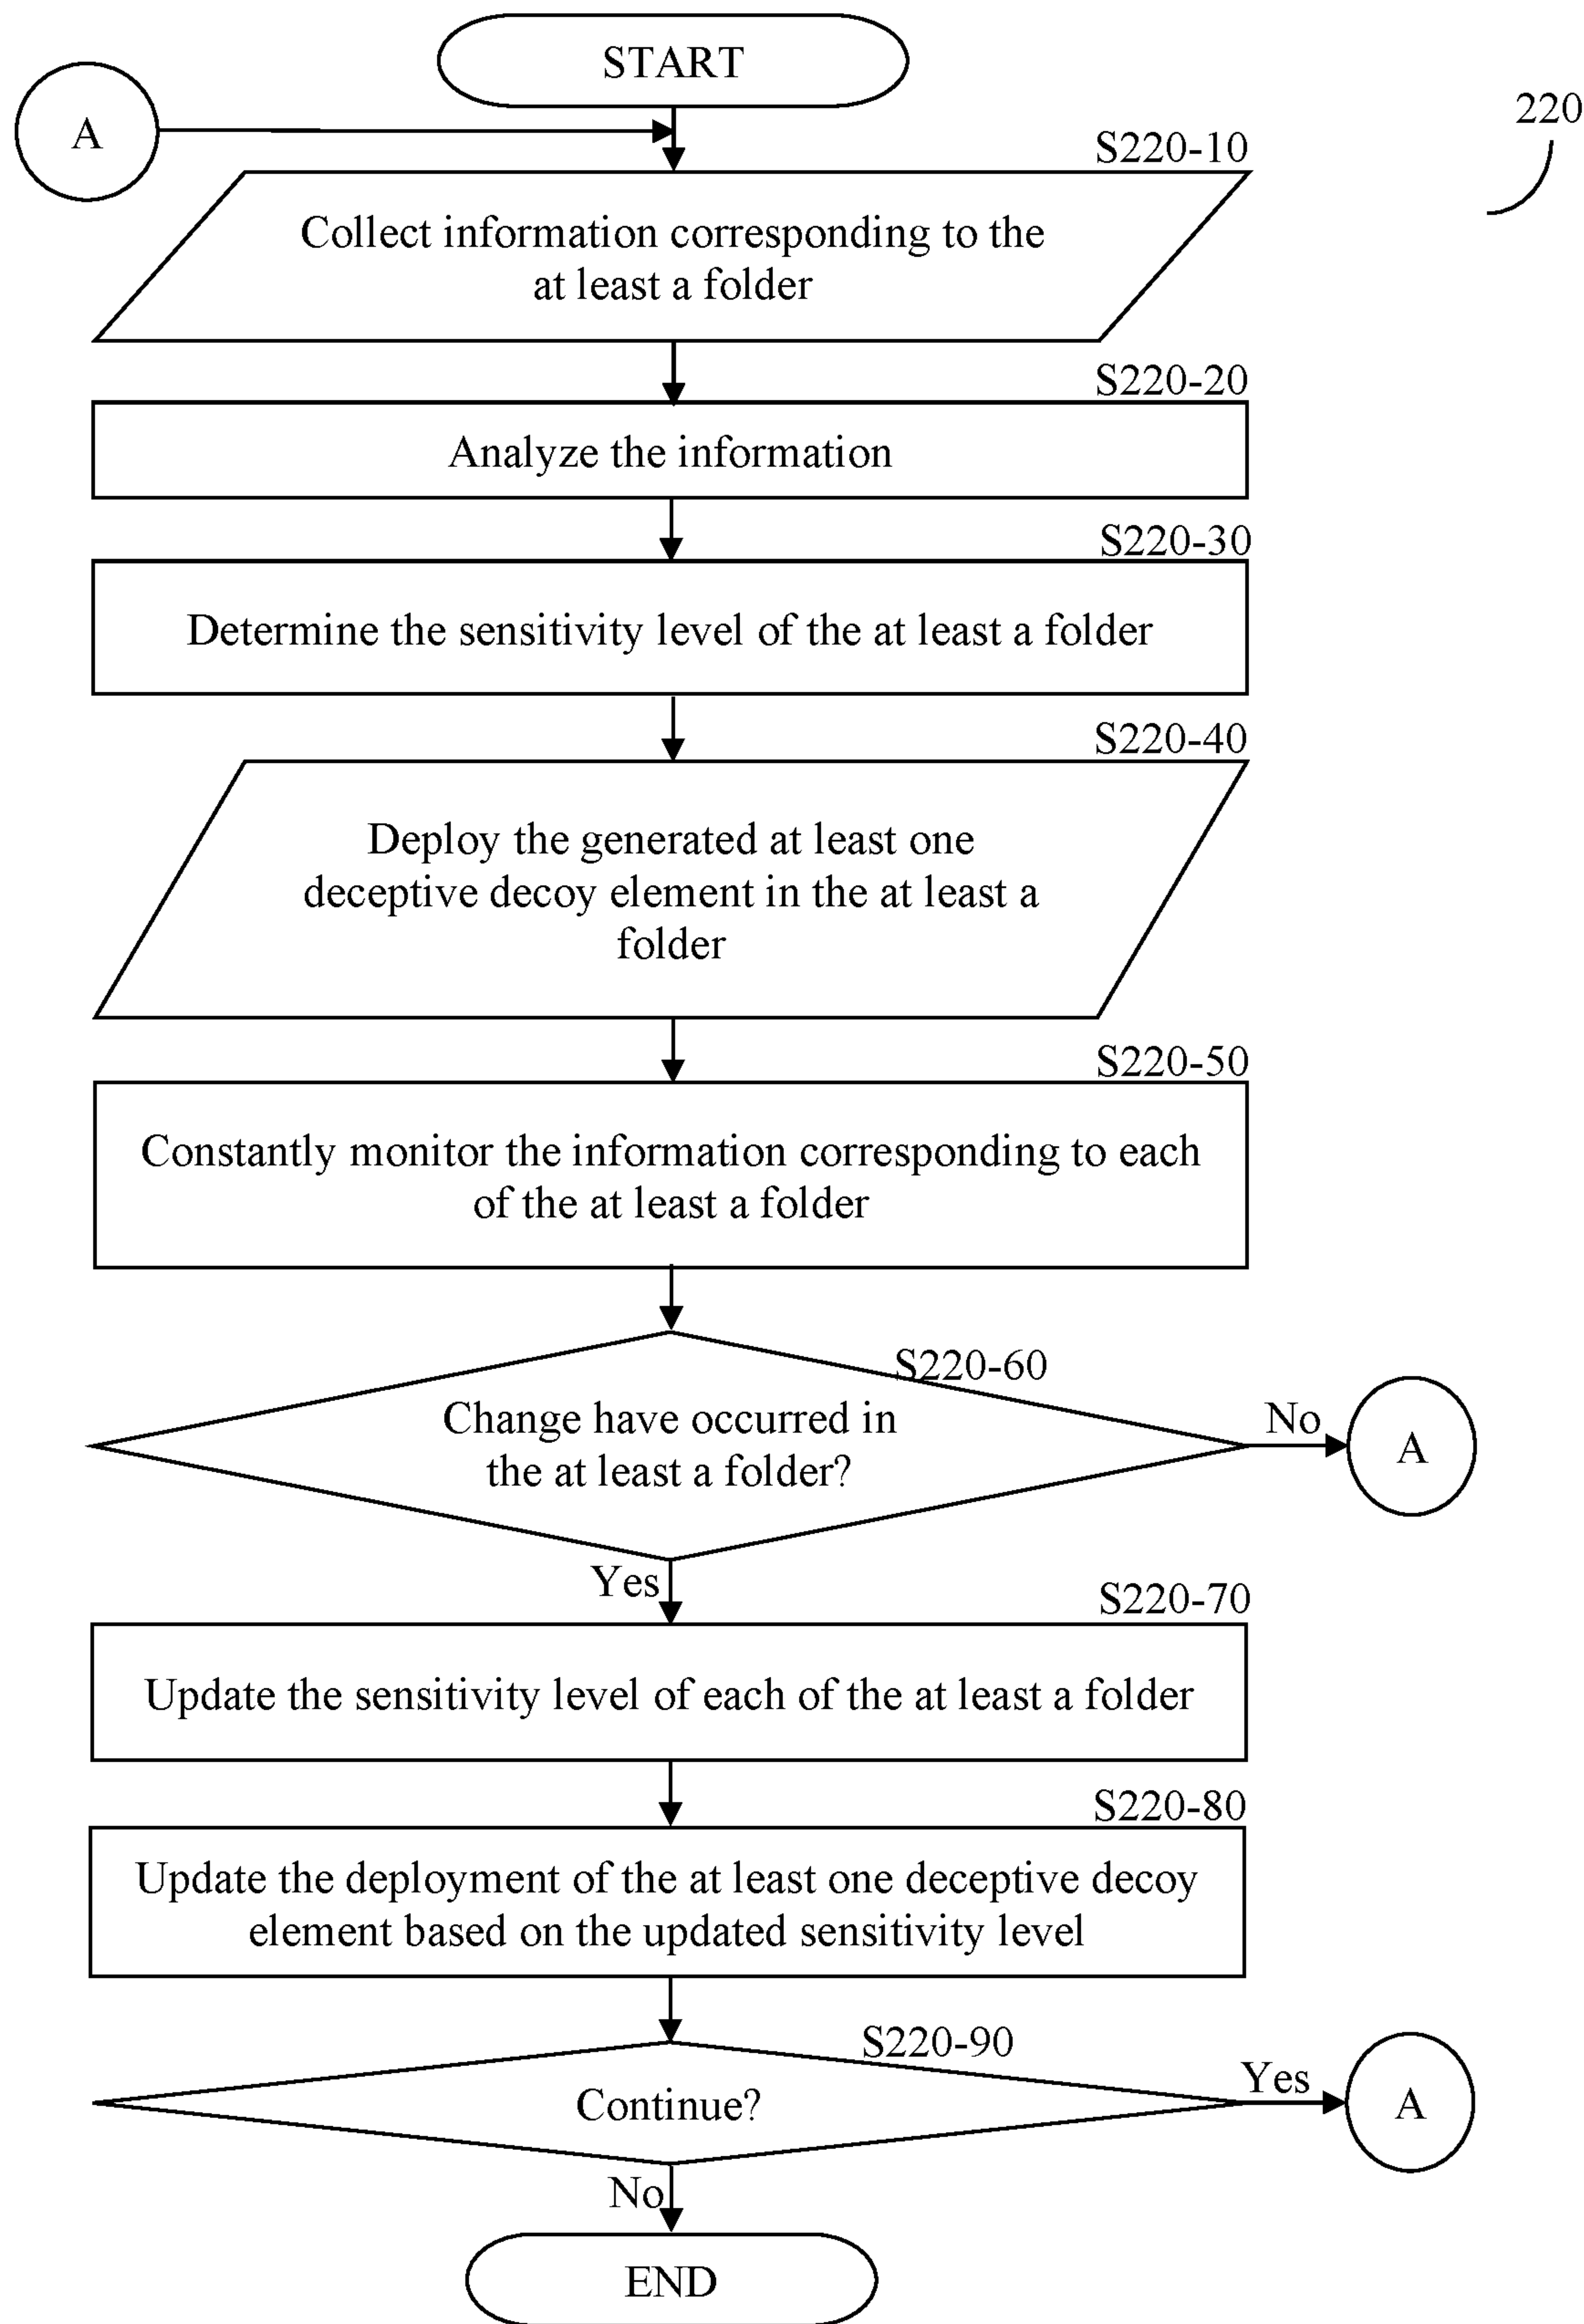 START
A
220
S220-10
Collect information corresponding to the
at least a folder
S220-20
Analyze the information
S220-30
Determine the sensitivity level of the at least a folder
S220-40
Deploy the generated at least one
deceptive decoy element in the at least a
folder
S220-50
Constantly monitor the information corresponding to each
of the at least a folder
S220-60
Change have occurred in
the at least a folder?
No
A
Yes
S220-70
Update the sensitivity level of each of the at least a folder
S220-80
Update the deployment of the at least one deceptive decoy
element based on the updated sensitivity level
S220-90
Continue?
Yes
A
No
END